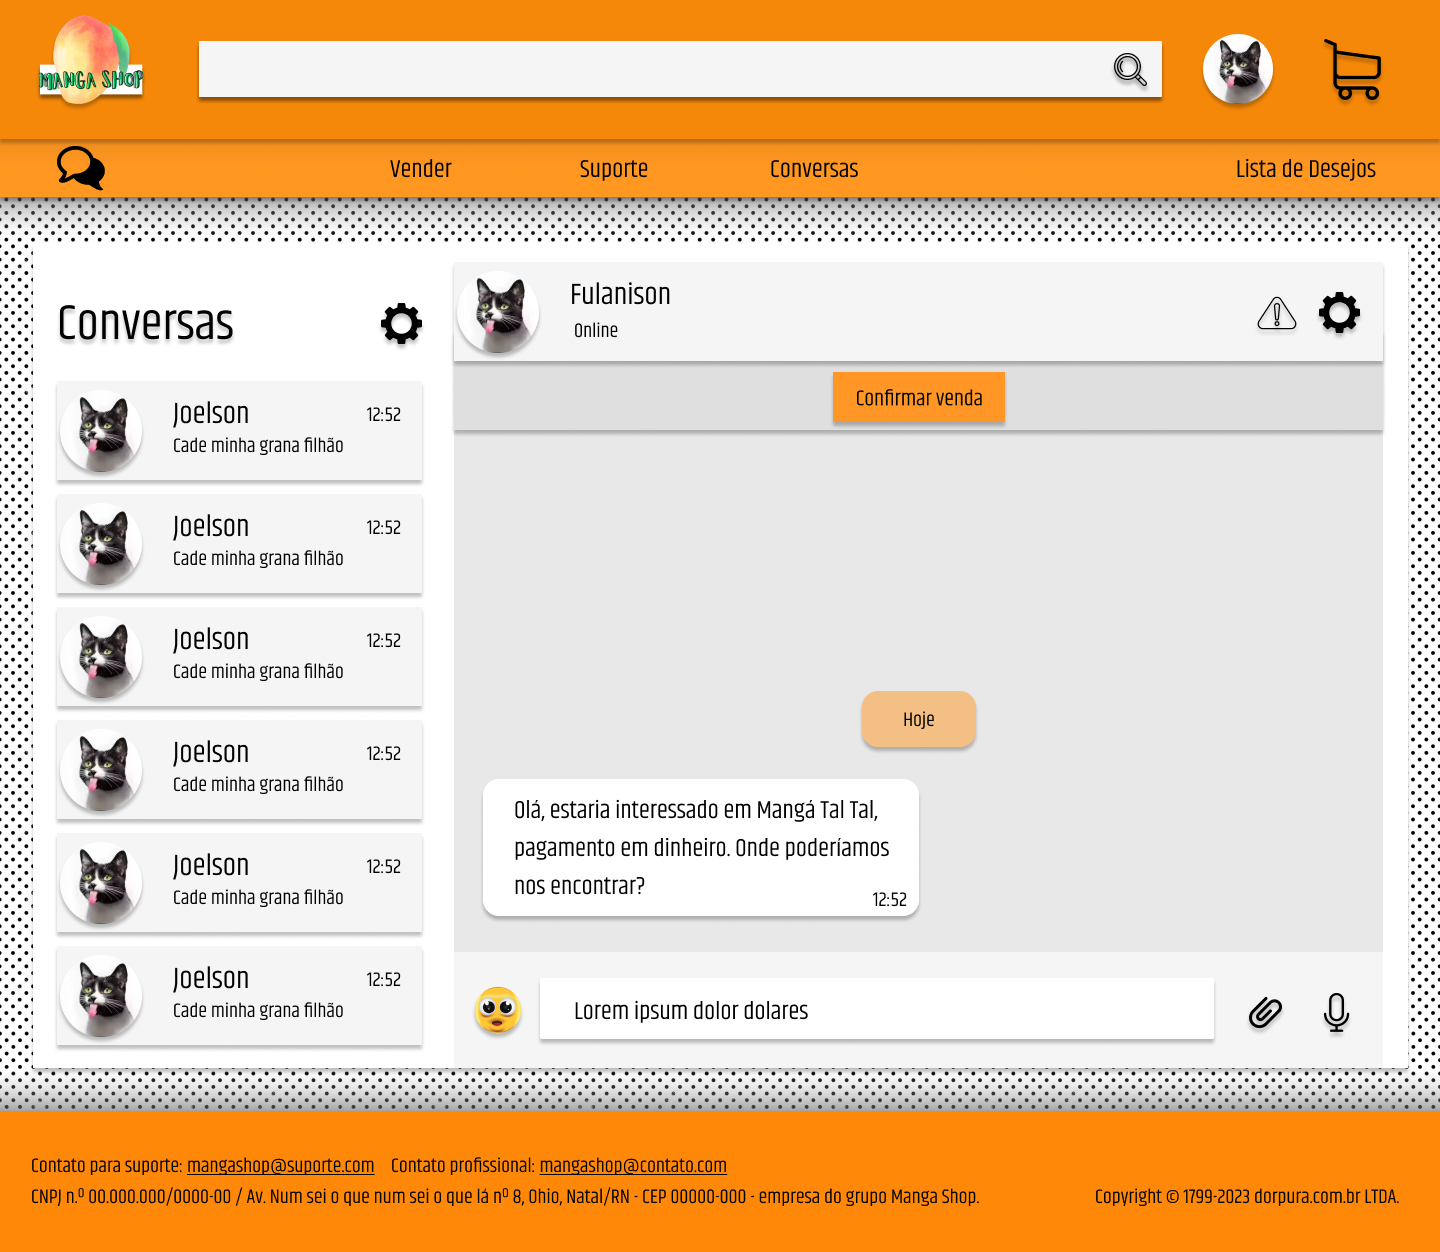 MANGA SHOP
Vender
Suporte
Conversas
Lista de Desejos
Conversas
Joelson
12:52
Cade minha grana filhão
Joelson
12:52
Cade minha grana filhão
Joelson
12:52
Cade minha grana filhão
Joelson
12:52
Cade minha grana filhão
Joelson
12:52
Cade minha grana filhão
Joelson
12:52
Cade minha grana filhão
Fulanison
Online
Confirmar venda
Hoje
Olá, estaria interessado em Mangá Tal Tal,
pagamento em dinheiro. Onde poderíamos
nos encontrar?
12:52
Lorem ipsum dolor dolares
Contato para suporte: mangashop@suporte.com Contato profissional: mangashop@contato.com
CNPJ n.º 00.000.000/0000-00 / Av. Num sei o que num sei o que lá nº 8, Ohio, Natal/RN - CEP 00000-000 - empresa do grupo Manga Shop.
Copyright © 1799-2023 dorpura.com.br LTDA.